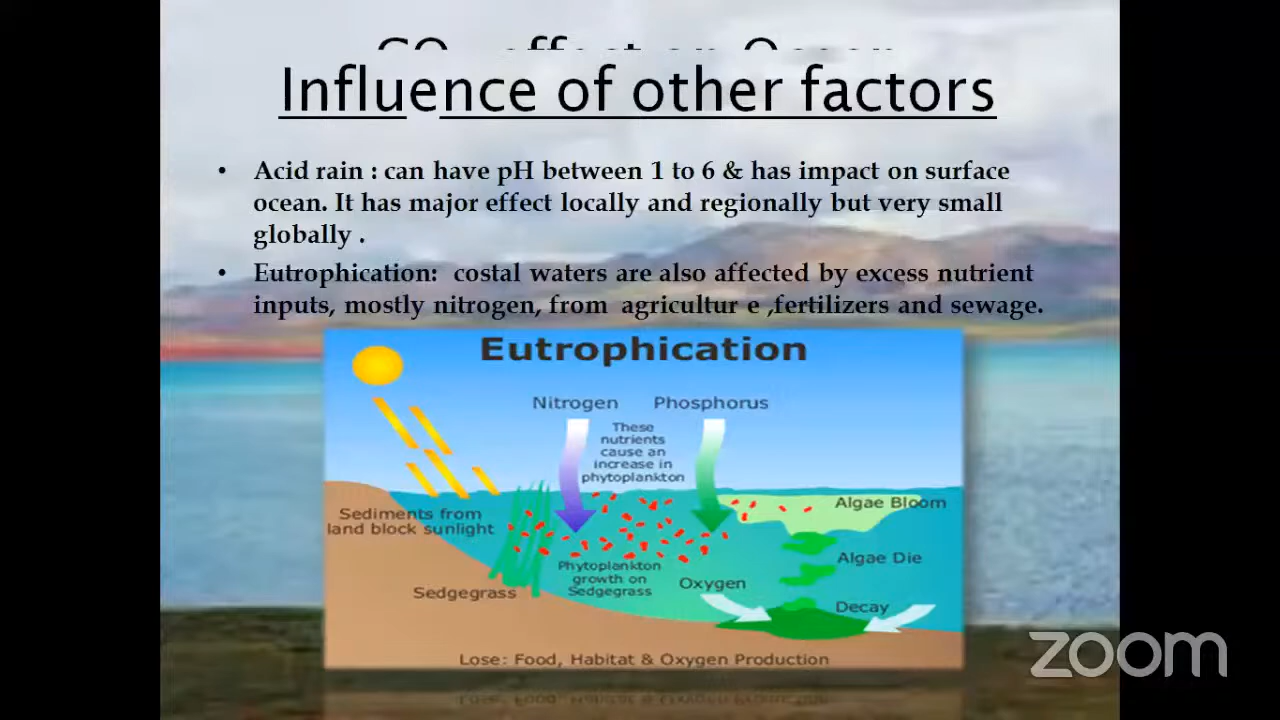 Influence of other factors
• Acid rain : can have pH between 1 to 6 & has impact on surface
ocean. It has major effect locally and regionally but very small
globally .
• Eutrophication: costal waters are also affected by excess nutrient
inputs, mostly nitrogen, from agricultur e ,fertilizers and sewage.
Eutrophication
Nitrogen
Phosphorus
These
nutrients
cause an
increase in
phytoplankton
Sediments from
land block sunlight
Algae Bloom
Algae Die
Phytoplankton
growth on
Sedgegrass
Oxygen
Sedgegrass
Decay
Lose: Food, Habitat & Oxygen Production
zoom